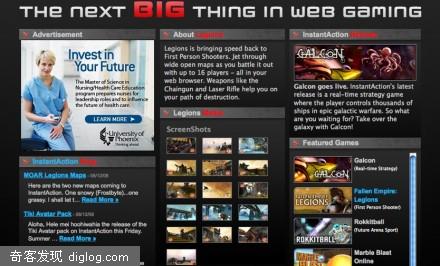 THE NEXT BIG THING IN WEB GAMING
Advertisement
Invest in
Your Future
The Master of Science in
Nursing/Health Care Education
program prepares nurses for
leadership roles and to influence
the future of health care.
LEARN MORE
University of
Phoenix
Thinking ahead.
InstantAction Blog
MOAR Legions Maps - 08/13/08
Here are the two new maps coming to
InstantAction. One snowy (Frostbyte)...one
grassy. I shall let t... Read More »
Tiki Avatar Pack - 08/12/08
Aloha, Hele mei hoohiwahia the release of the
Tiki Avatar pack on InstantAction this Friday.
Summer ... Read More »
About Legions
Legions is bringing speed back to
First Person Shooters. Jet through
wide open maps as you battle it out
with up to 16 players - all in your
web browser. Weapons like the
Chaingun and Laser Rifle help you on
your path of destruction.
Legions
ScreenShots
InstantAction
GALCON
Galcon goes live. InstantAction's latest
release is a real-time strategy game
where the player controls thousands of
ships in epic galactic warfare. So what
are you waiting for? Take over the
galaxy with Galcon!
Featured Games
GALCON
Galcon
(Real-time Strategy)
FALLEN EMPIRE
LEGIONS
Fallen Empire:
Legions
(First Person Shooter)
ROKKITBALL
Rokkitball
(Future Arena Sport)
Marble Blast
Online
奇客发现 diglog.com